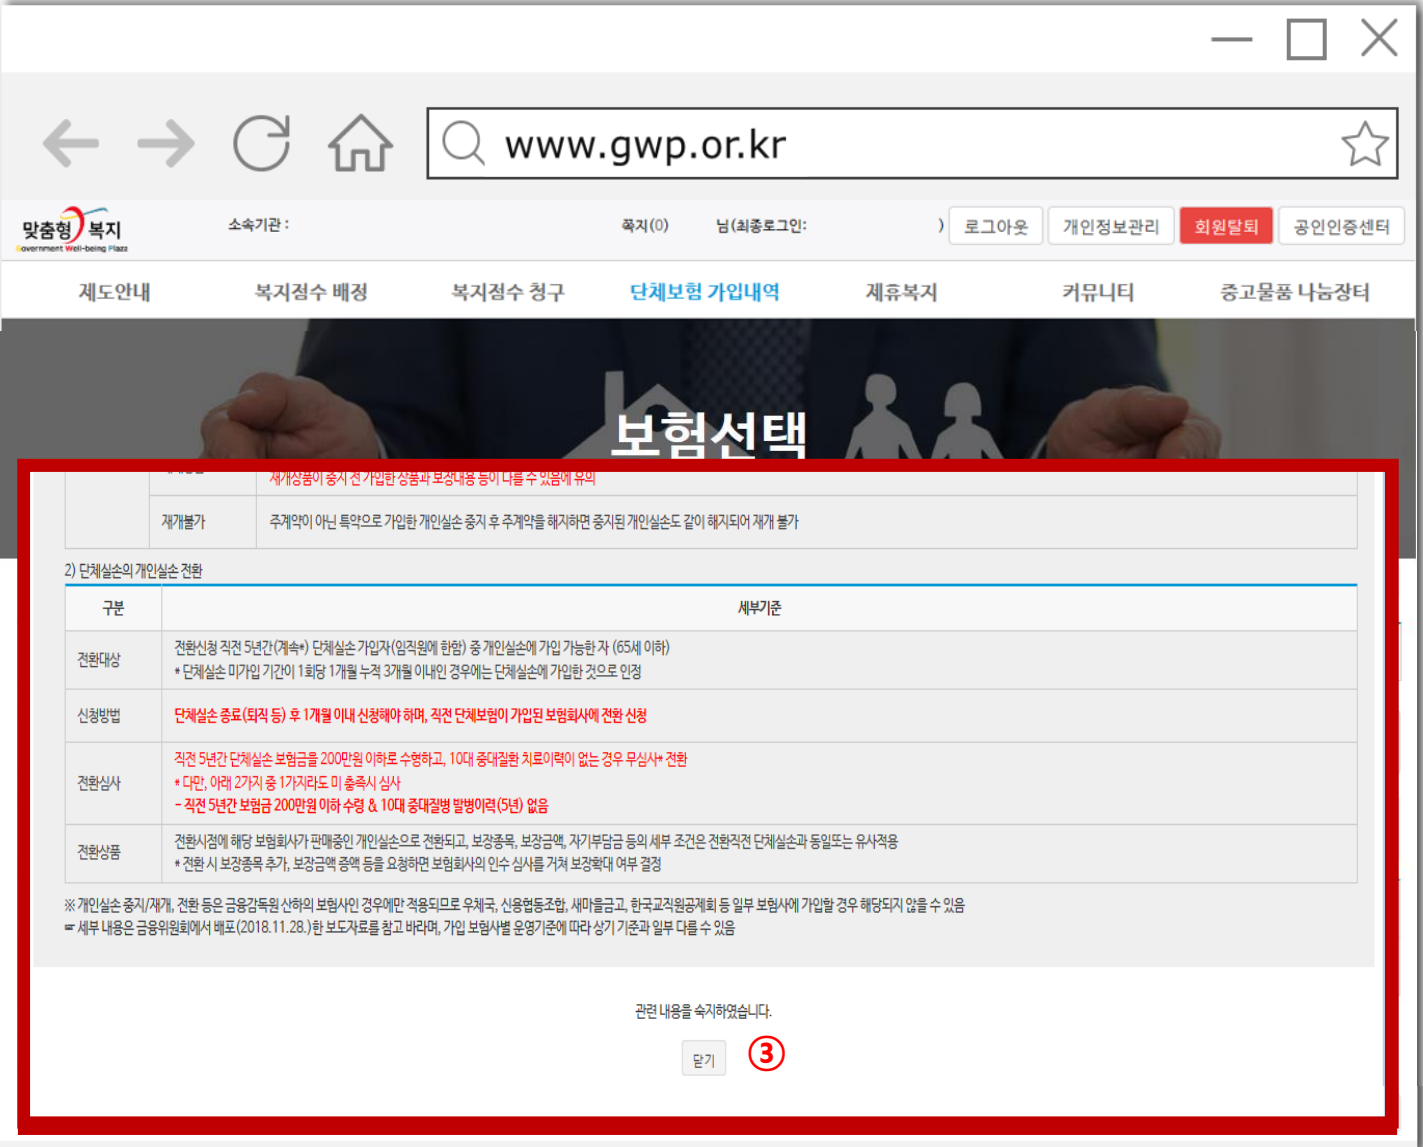 www.gwp.or.kr
맞춤형 복지
Government Well-being Plaza
소속기관 :
쪽지(0)
님(최종로그인: )
로그아웃
개인정보관리
회원탈퇴
공인인증센터
제도안내
복지점수 배정
복지점수 청구
단체보험 가입내역
제휴복지
커뮤니티
중고물품 나눔장터
보험선택
재개상품이 중지 전 가입한 상품과 보장내용 등이 다를 수 있음에 유의
재개불가
주계약이 아닌 특약으로 가입한 개인실손 중지 후 주계약을 해지하면 중지된 개인실손도 같이 해지되어 재개 불가
2) 단체실손의 개인실손 전환
구분
세부기준
전환대상
전환신청 직전 5년간(계속*) 단체실손 가입자(임직원에 한함) 중 개인실손에 가입 가능한 자 (65세 이하)
* 단체실손 미가입 기간이 1회당 1개월 누적 3개월 이내인 경우에는 단체실손에 가입한 것으로 인정
신청방법
단체실손 종료(퇴직 등) 후 1개월 이내 신청해야 하며, 직전 단체보험이 가입된 보험회사에 전환 신청
전환심사
직전 5년간 단체실손 보험금을 200만원 이하로 수령하고, 10대 중대질환 치료이력이 없는 경우 무심사* 전환
* 다만, 아래 2가지 중 1가지라도 미 충족시 심사
- 직전 5년간 보험금 200만원 이하 수령 & 10대 중대질병 발병이력(5년) 없음
전환상품
전환시점에 해당 보험회사가 판매중인 개인실손으로 전환되고, 보장종목, 보장금액, 자기부담금 등의 세부 조건은 전환직전 단체실손과 동일또는 유사적용
* 전환 시 보장종목 추가, 보장금액 증액 등을 요청하면 보험회사의 인수 심사를 거쳐 보장확대 여부 결정
※ 개인실손 중지/재개, 전환 등은 금융감독원 산하의 보험사인 경우에만 적용되므로 우체국, 신용협동조합, 새마을금고, 한국교직원공제회 등 일부 보험사에 가입할 경우 해당되지 않을 수 있음
☞ 세부 내용은 금융위원회에서 배포(2018.11.28.)한 보도자료를 참고 바라며, 가입 보험사별 운영기준에 따라 상기 기준과 일부 다를 수 있음
관련 내용을 숙지하였습니다.
닫기
③